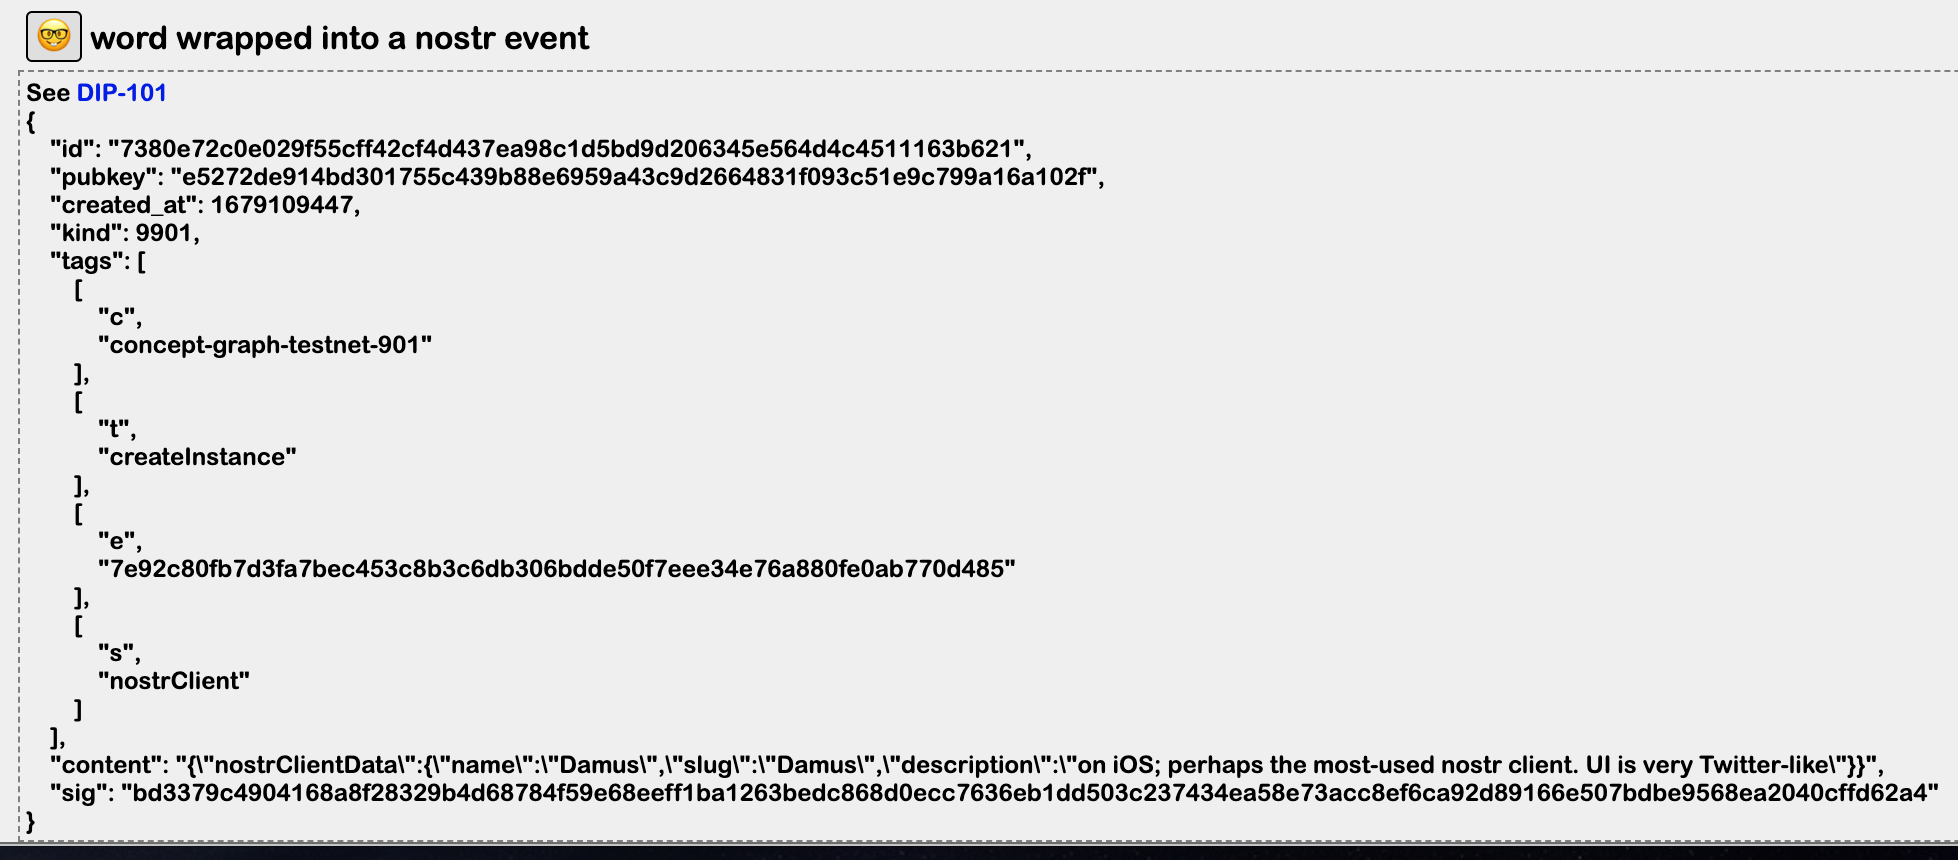 🤓 word wrapped into a nostr event
See DIP-101
{
"id": "7380e72c0e029f55cff42cf4d437ea98c1d5bd9d206345e564d4c4511163b621",
"pubkey": "e5272de914bd301755c439b88e6959a43c9d2664831f093c51e9c799a16a102f",
"created_at": 1679109447,
"kind": 9901,
"tags": [
[
"c",
"concept-graph-testnet-901"
],
[
"t",
"createInstance"
],
[
"e",
"7e92c80fb7d3fa7bec453c8b3c6db306bdde50f7eee34e76a880fe0ab770d485"
],
[
"s",
"nostrClient"
]
],
"content": "{\"nostrClientData\":{\"name\":\"Damus\",\"slug\":\"Damus\",\"description\":\"on iOS; perhaps the most-used nostr client. UI is very Twitter-like\"}}",
"sig": "bd3379c4904168a8f28329b4d68784f59e68eeff1ba1263bedc868d0ecc7636eb1dd503c237434ea58e73acc8ef6ca92d89166e507bdbe9568ea2040cffd62a4"
}